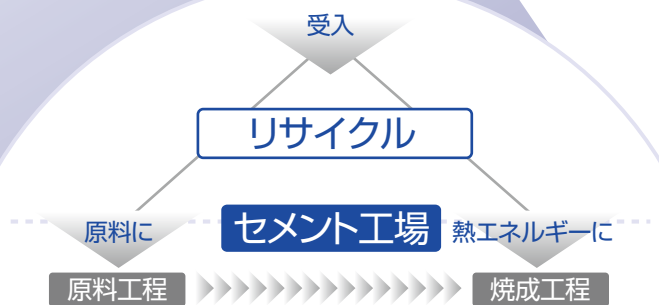 受入
リサイクル
原料に
セメント工場
熱エネルギーに
原料工程
焼成工程